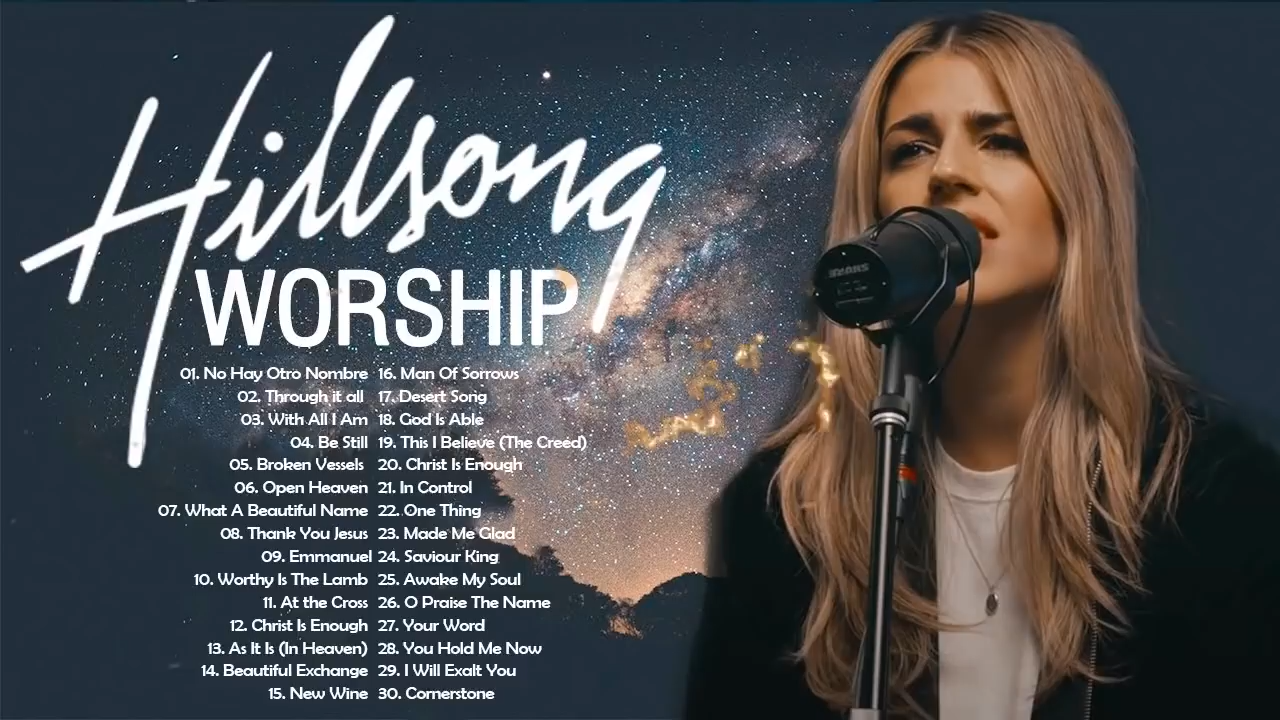 Hillsong
WORSHIP
01. No Hay Otro Nombre
02. Through it all
03. With All I Am
04. Be Still
05. Broken Vessels
06. Open Heaven
07. What A Beautiful Name
08. Thank You Jesus
09. Emmanuel
10. Worthy Is The Lamb
11. At the Cross
12. Christ Is Enough
13. As It Is (In Heaven)
14. Beautiful Exchange
15. New Wine
16. Man Of Sorrows
17. Desert Song
18. God Is Able
19. This I Believe (The Creed)
20. Christ Is Enough
21. In Control
22. One Thing
23. Made Me Glad
24. Saviour King
25. Awake My Soul
26. O Praise The Name
27. Your Word
28. You Hold Me Now
29. I Will Exalt You
30. Cornerstone
SHURE